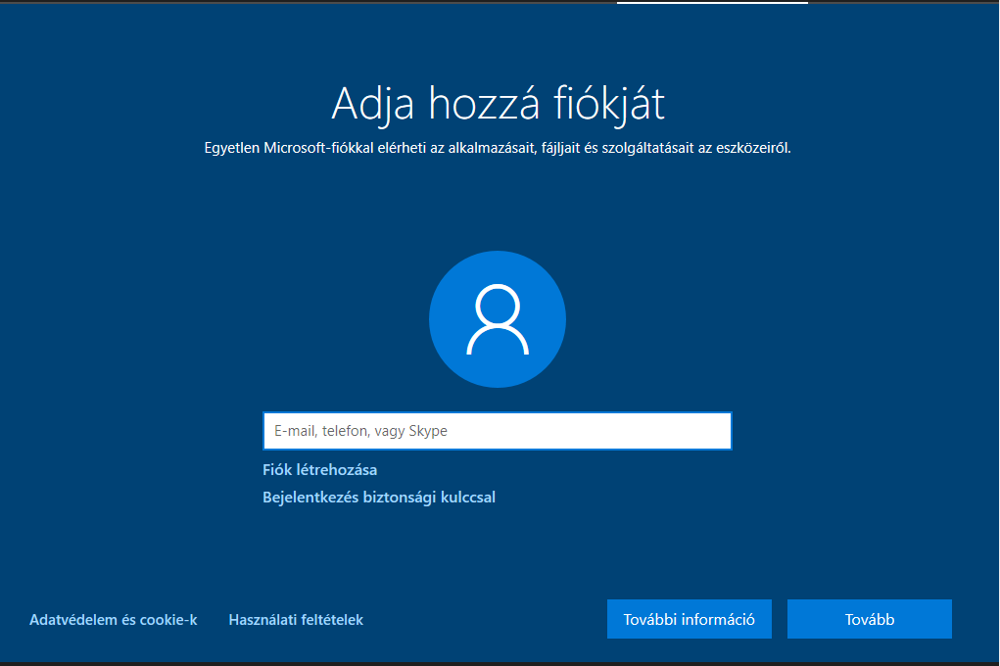 Adja hozzá fiókját
Egyetlen Microsoft-fiókkal elérheti az alkalmazásait, fájljait és szolgáltatásait az eszközeiről.
E-mail, telefon, vagy Skype
Fiók létrehozása
Bejelentkezés biztonsági kulccsal
Adatvédelem és cookie-k
Használati feltételek
További információ
Tovább